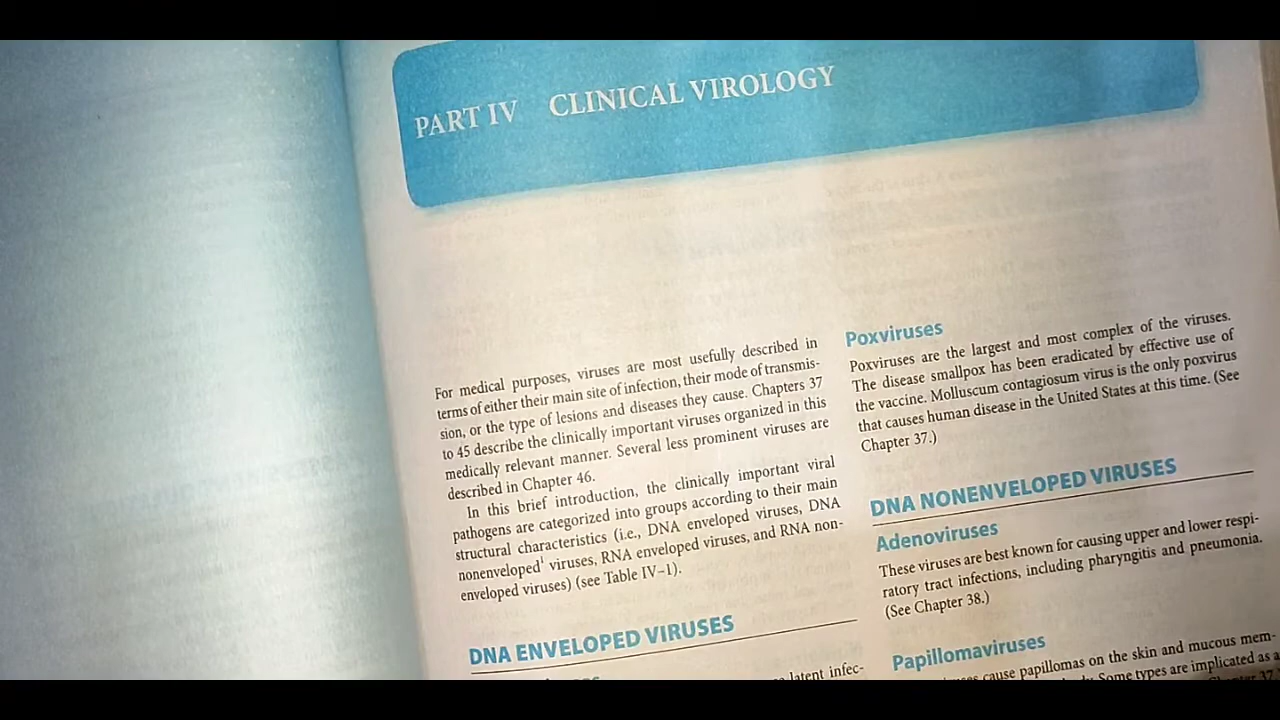 PART IV CLINICAL VIROLOGY
For medical purposes, viruses are most usefully described in
terms of either their main site of infection, their mode of transmis-
sion, or the type of lesions and diseases they cause. Chapters 37
to 45 describe the clinically important viruses organized in this
medically relevant manner. Several less prominent viruses are
described in Chapter 46.
In this brief introduction, the clinically important viral
pathogens are categorized into groups according to their main
structural characteristics (i.e., DNA enveloped viruses, DNA
nonenveloped¹ viruses, RNA enveloped viruses, and RNA non-
enveloped viruses) (see Table IV–1).
DNA ENVELOPED VIRUSES
latent infec-
Poxviruses
Poxviruses are the largest and most complex of the viruses.
The disease smallpox has been eradicated by effective use of
the vaccine. Molluscum contagiosum virus is the only poxvirus
that causes human disease in the United States at this time. (See
Chapter 37.)
DNA NONENVELOPED VIRUSES
Adenoviruses
These viruses are best known for causing upper and lower respi-
ratory tract infections, including pharyngitis and pneumonia.
(See Chapter 38.)
Papillomaviruses
cause papillomas on the skin and mucous mem-
Some types are implicated as a